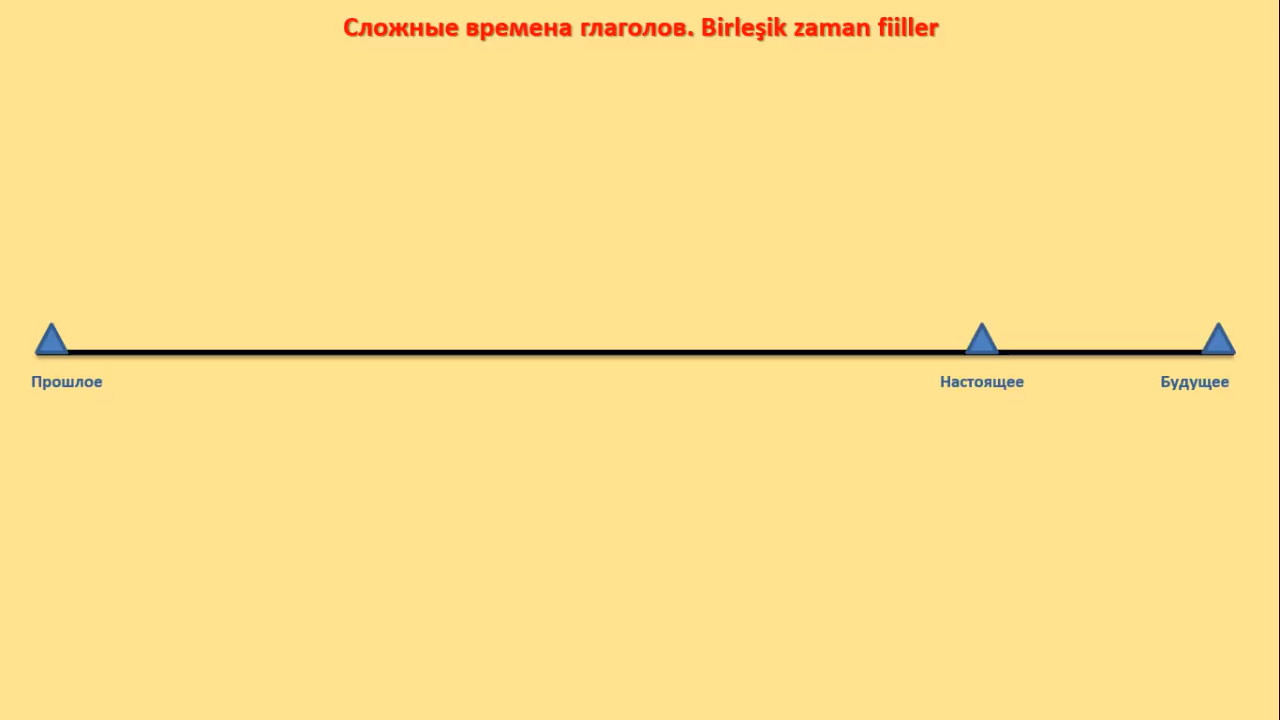 Сложные времена глаголов. Birleşik zaman fiiller
Прошлое
Настоящее
Будущее